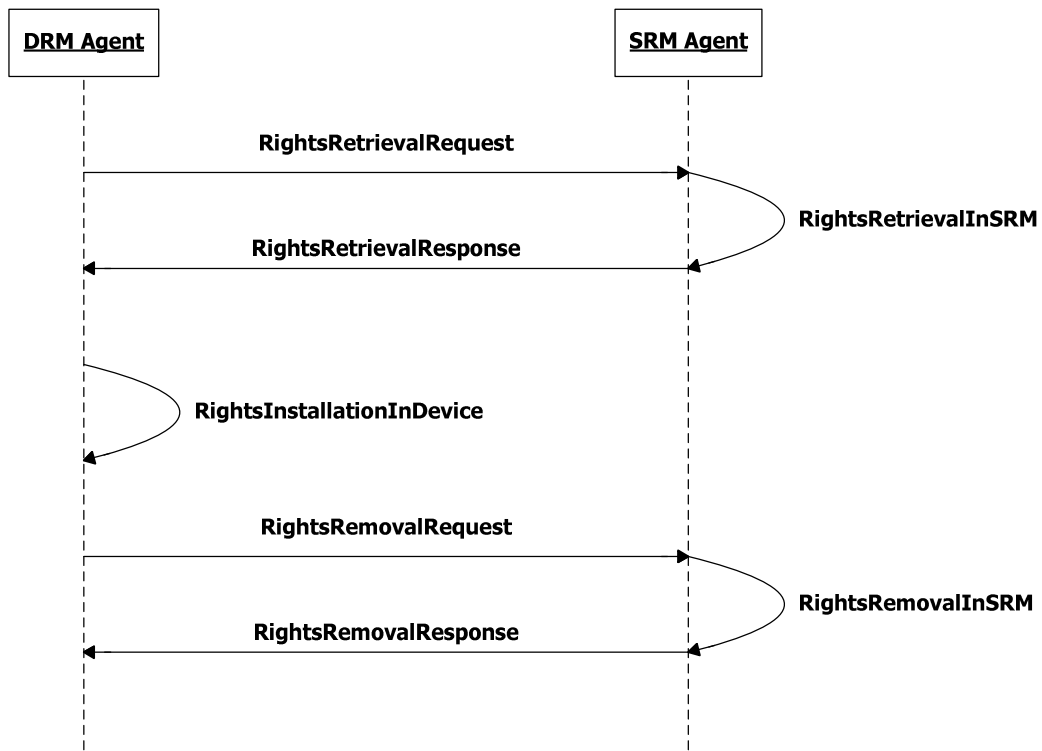 DRM Agent
SRM Agent
RightsRetrievalRequest
RightsRetrievalInSRM
RightsRetrievalResponse
RightsInstallationInDevice
RightsRemovalRequest
RightsRemovalInSRM
RightsRemovalResponse